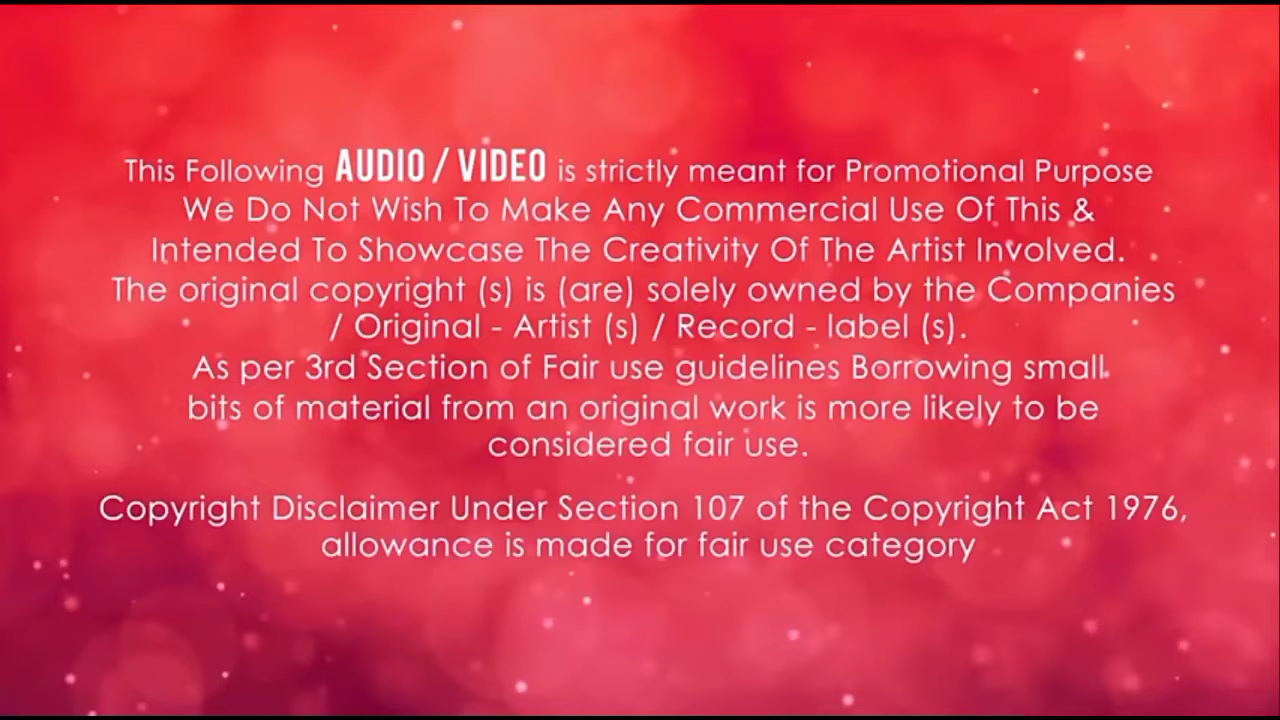 This Following AUDIO / VIDEO is strictly meant for Promotional Purpose
We Do Not Wish To Make Any Commercial Use Of This &
Intended To Showcase The Creativity Of The Artist Involved.
The original copyright (s) is (are) solely owned by the Companies
/ Original - Artist (s) / Record - label (s).
As per 3rd Section of Fair use guidelines Borrowing small
bits of material from an original work is more likely to be
considered fair use.
Copyright Disclaimer Under Section 107 of the Copyright Act 1976,
allowance is made for fair use category